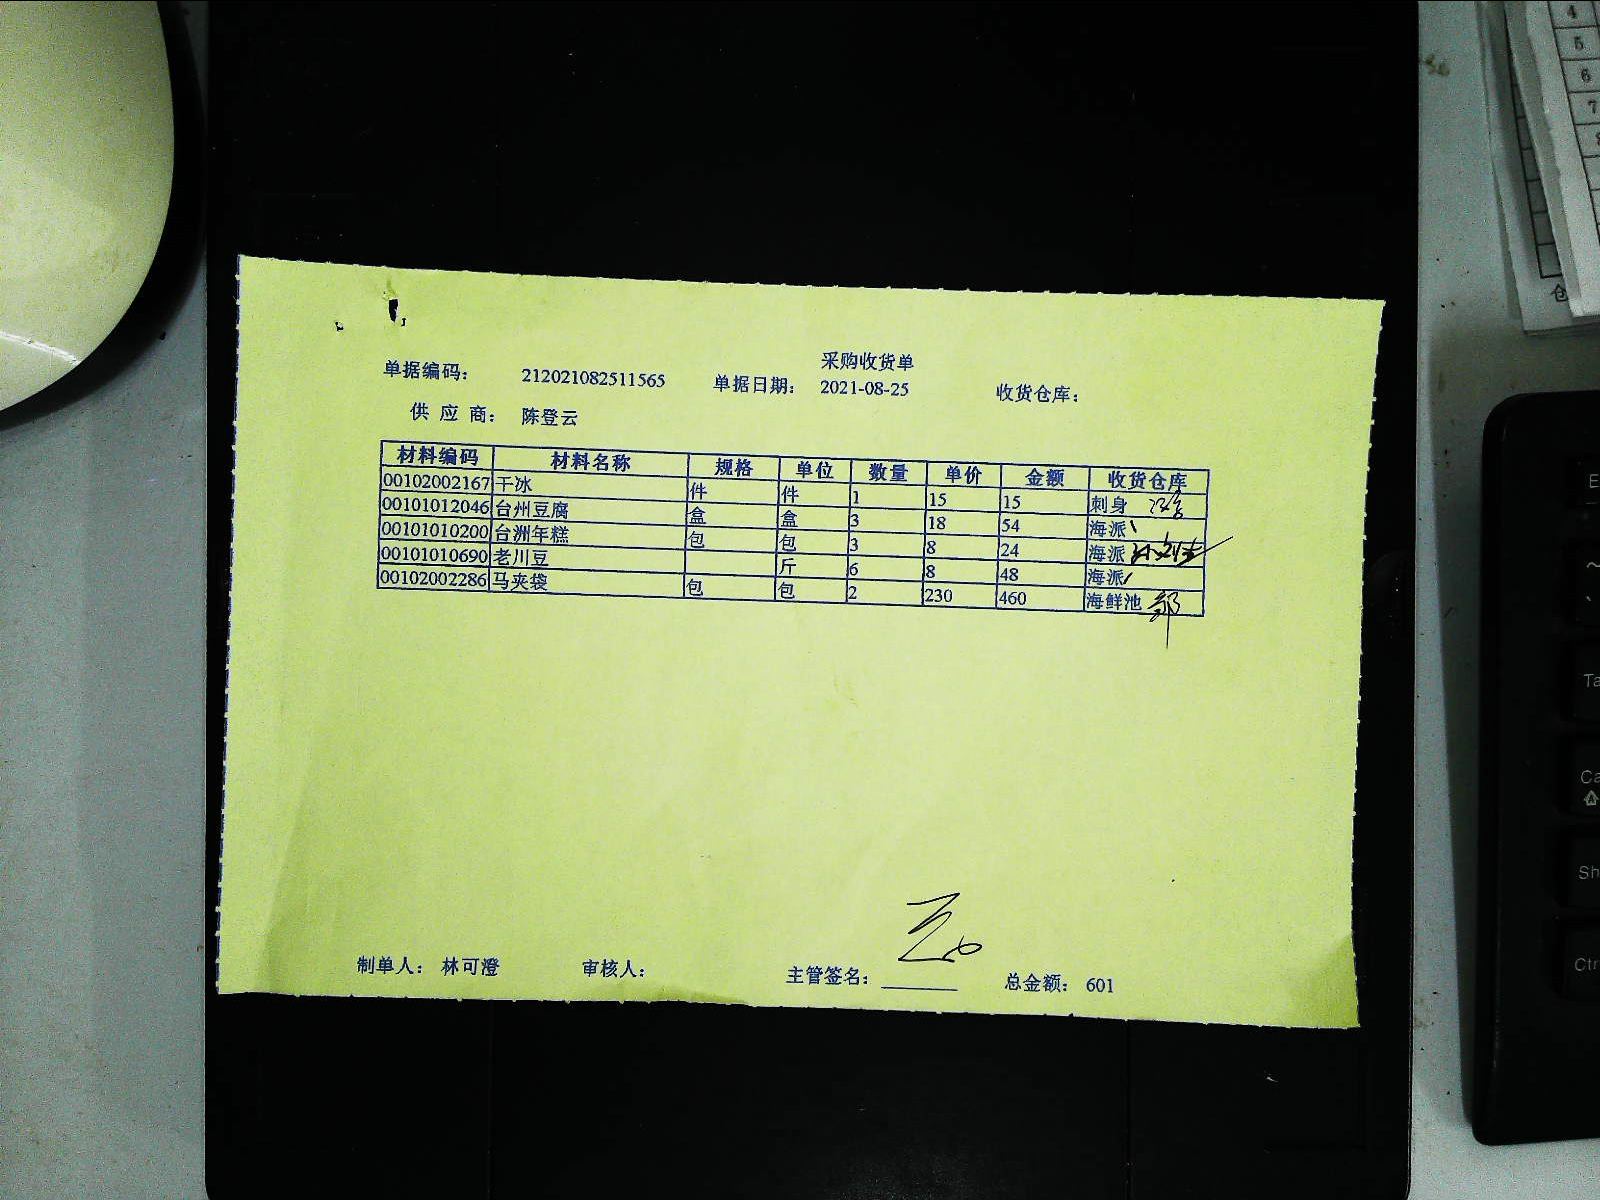 采购收货单
单据编码： 212021082511565 单据日期： 2021-08-25 收货仓库：
供 应 商： 陈登云
材料编码 材料名称 规格 单位 数量 单价 金额 收货仓库
00102002167 干冰 件 件 1 15 15 刺身
00101012046 台州豆腐 盒 盒 3 18 54 海派
00101010200 台洲年糕 包 包 3 8 24 海派
00101010690 老川豆 斤 6 8 48 海派
00102002286 马夹袋 包 包 2 230 460 海鲜池
制单人： 林可澄 审核人： 主管签名： 总金额： 601
4
5
6
7
8
Ctr